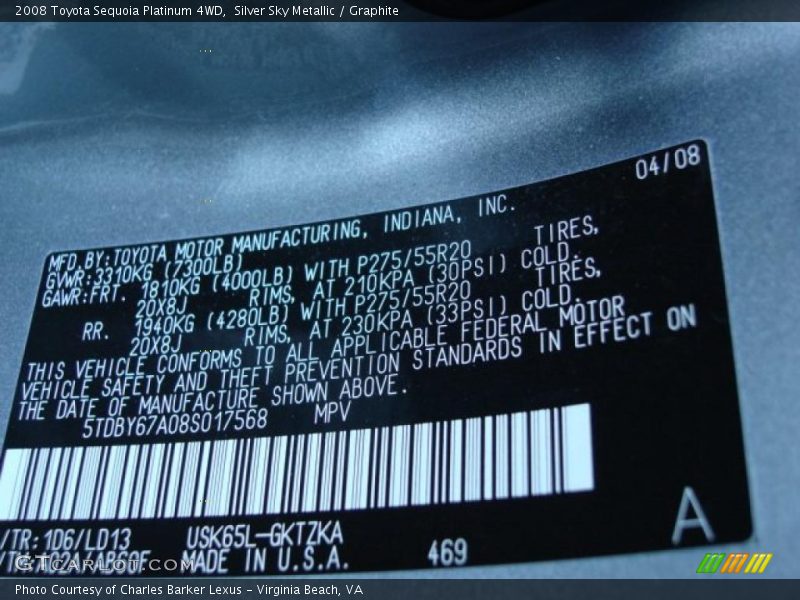 2008 Toyota Sequoia Platinum 4WD,  Silver Sky Metallic / Graphite
04/08
MFD.BY:TOYOTA MOTOR MANUFACTURING, INDIANA, INC.
GVWR:3310KG (7300LB)
GAWR:FRT. 1810KG (4000LB) WITH P275/55R20 TIRES,
20X8J RIMS, AT 210KPA (30PSI) COLD.
RR. 1940KG (4280LB) WITH P275/55R20 TIRES,
20X8J RIMS, AT 230KPA (33PSI) COLD.
THIS VEHICLE CONFORMS TO ALL APPLICABLE FEDERAL MOTOR
VEHICLE SAFETY AND THEFT PREVENTION STANDARDS IN EFFECT ON
THE DATE OF MANUFACTURE SHOWN ABOVE.
5TDBY67A08S017568 MPV
/TR:1D6/LD13 USK65L-GKTZKA
MADE IN U.S.A. 469
A
GTCarLot.com
Photo Courtesy of Charles Barker Lexus - Virginia Beach, VA